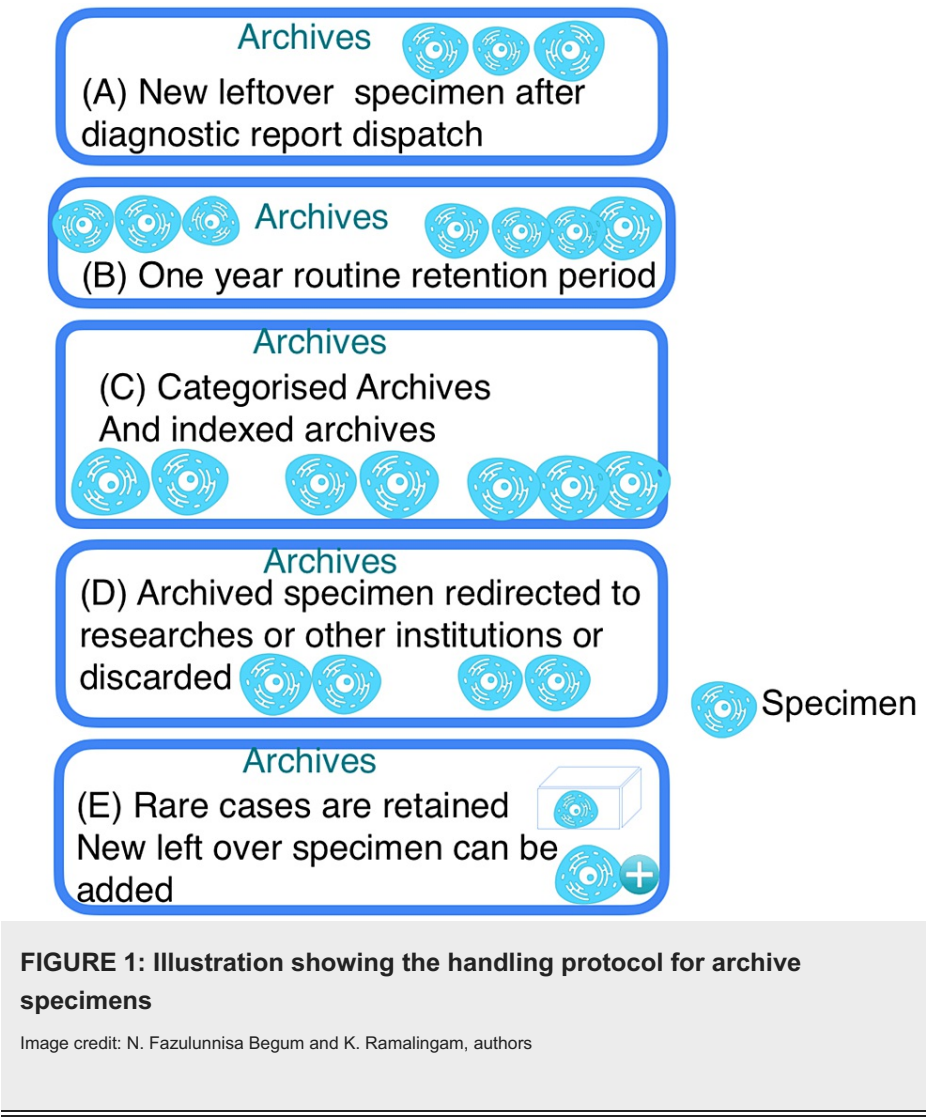 Archives
(A) New leftover specimen after
diagnostic report dispatch
Archives
(B) One year routine retention period
Archives
(C) Categorised Archives
And indexed archives
Archives
(D) Archived specimen redirected to
researches or other institutions or
discarded
Specimen
Archives
(E) Rare cases are retained
New left over specimen can be
added
FIGURE 1: Illustration showing the handling protocol for archive
specimens
Image credit: N. Fazulunnisa Begum and K. Ramalingam, authors